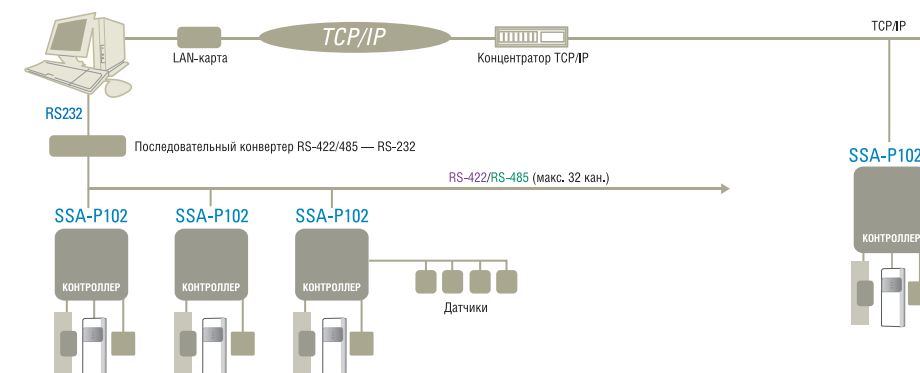 TCP/IP
TCP/IP
LAN-карта
Концентратор TCP/IP
RS232
Последовательный конвертер RS-422/485 — RS-232
SSA-P102
RS-422/RS-485 (макс. 32 кан.)
SSA-P102
SSA-P102
SSA-P102
КОНТРОЛЛЕР
КОНТРОЛЛЕР
КОНТРОЛЛЕР
КОНТРОЛЛЕР
Датчики